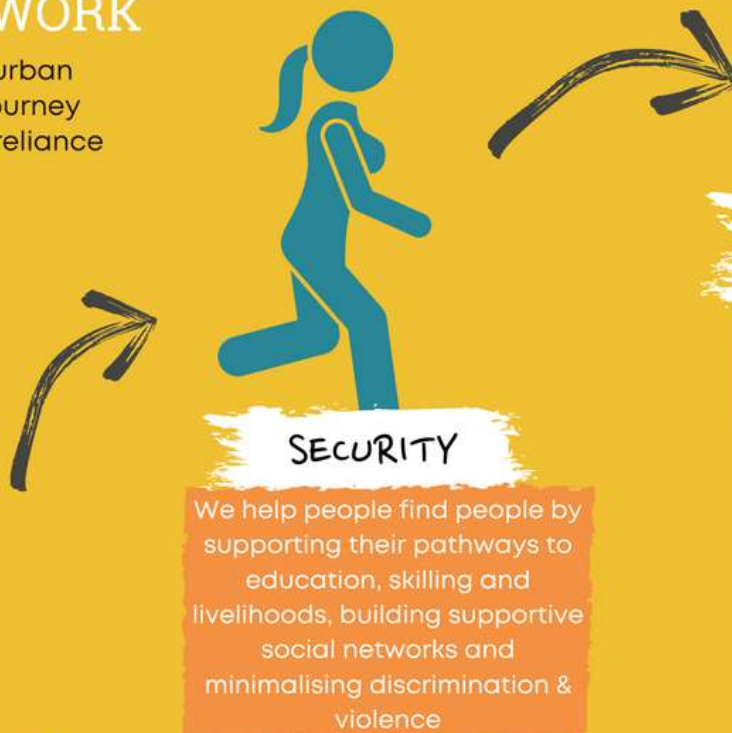 WORK
urban
ourney
reliance
SECURITY
We help people find people by
supporting their pathways to
education, skilling and
livelihoods, building supportive
social networks and
minimalising discrimination &
violence